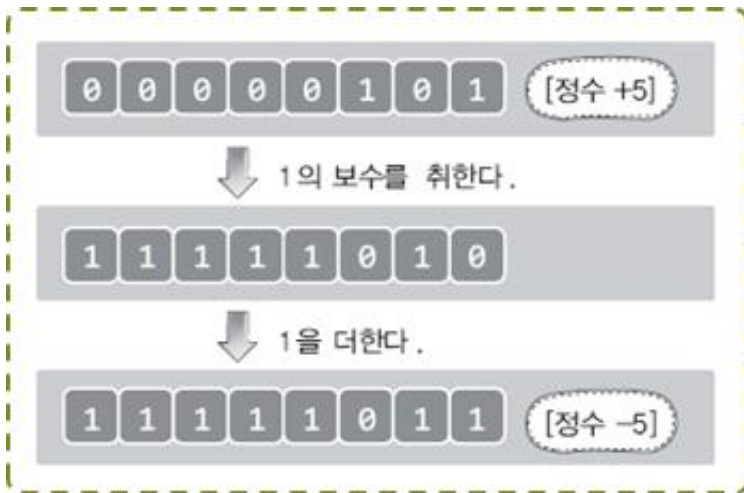 0 0 0 0 0 1 0 1 [정수 +5]
1의 보수를 취한다.
1 1 1 1 1 0 1 0
1을 더한다.
1 1 1 1 1 0 1 1 [정수 –5]